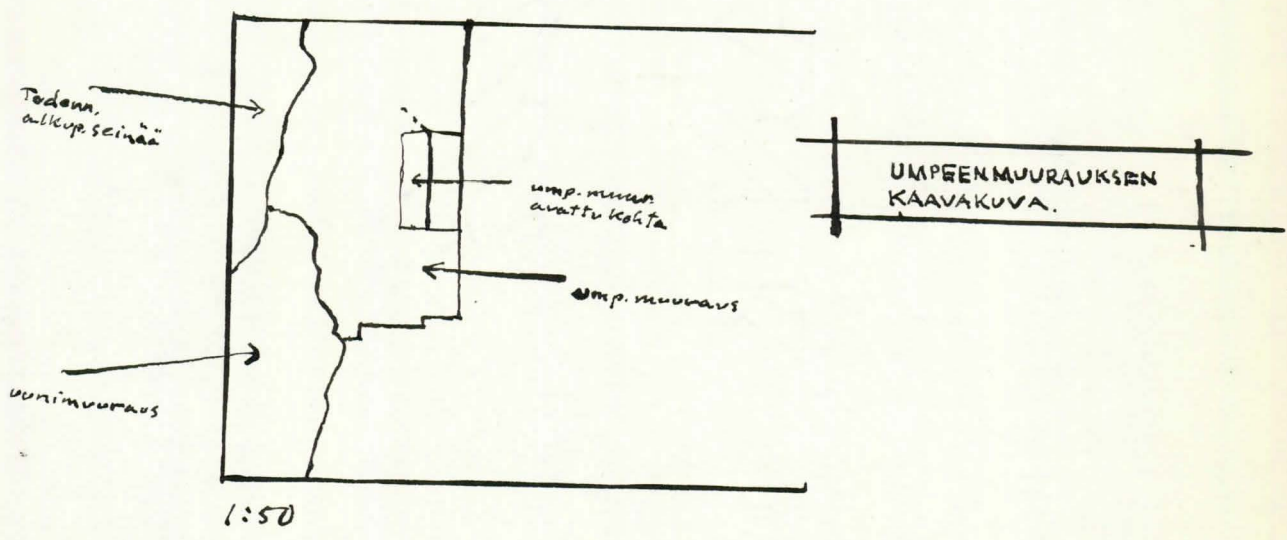 Todenn,
alkup. seinää
ump. muur.
avattu kohta
UMPEENMUURAUKSEN
KAAVAKUVA.
ump. muuraus
uunimuuraus
1:50